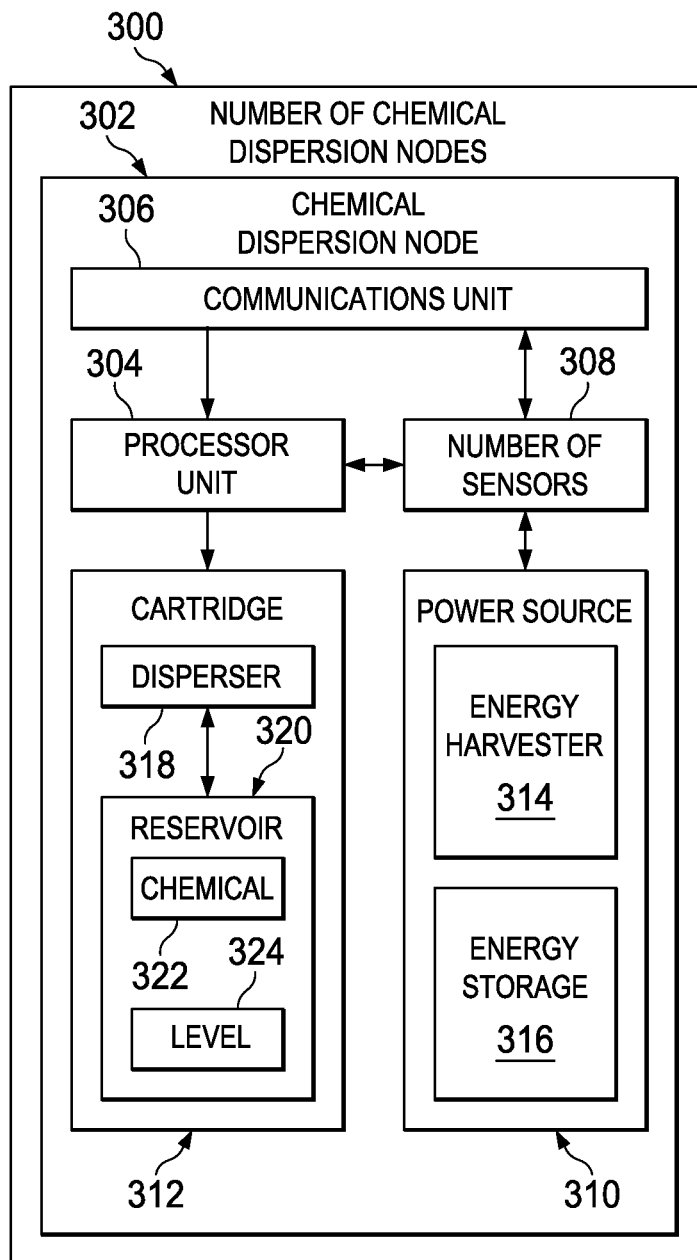 300
NUMBER OF CHEMICAL
DISPERSION NODES
302
CHEMICAL
DISPERSION NODE
306
COMMUNICATIONS UNIT
304
308
PROCESSOR
UNIT
NUMBER OF
SENSORS
CARTRIDGE
DISPERSER
318
320
RESERVOIR
CHEMICAL
322
324
LEVEL
312
POWER SOURCE
ENERGY
HARVESTER
314
ENERGY
STORAGE
316
310